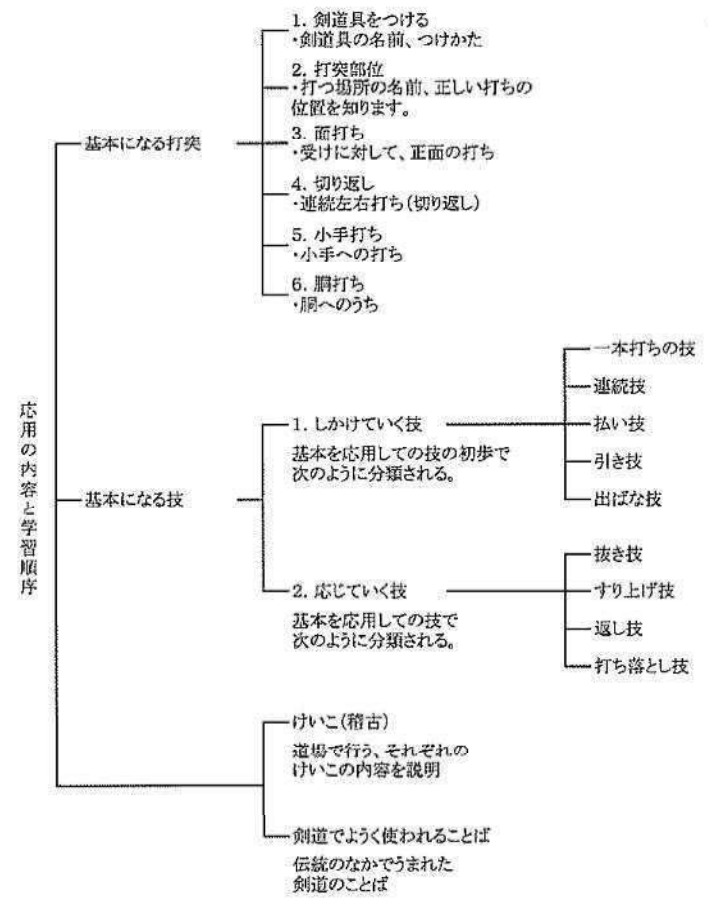 応用の内容と学習順序
基本になる打突
1. 剣道具をつける
・剣道具の名前、つけかた
2. 打突部位
・打つ場所の名前、正しい打ちの
位置を知ります。
3. 面打ち
・受けに対して、正面の打ち
4. 切り返し
・連続左右打ち(切り返し)
5. 小手打ち
・小手への打ち
6. 胴打ち
・胴へのうち
基本になる技
1. しかけていく技
基本を応用しての技の初歩で
次のように分類される。
一本打ちの技
連続技
払い技
引き技
出ばな技
2. 応じていく技
基本を応用しての技で
次のように分類される。
抜き技
すり上げ技
返し技
打ち落とし技
けいこ(稽古)
道場で行う、それぞれの
けいこの内容を説明
剣道でようく使われることば
伝統のなかでうまれた
剣道のことば